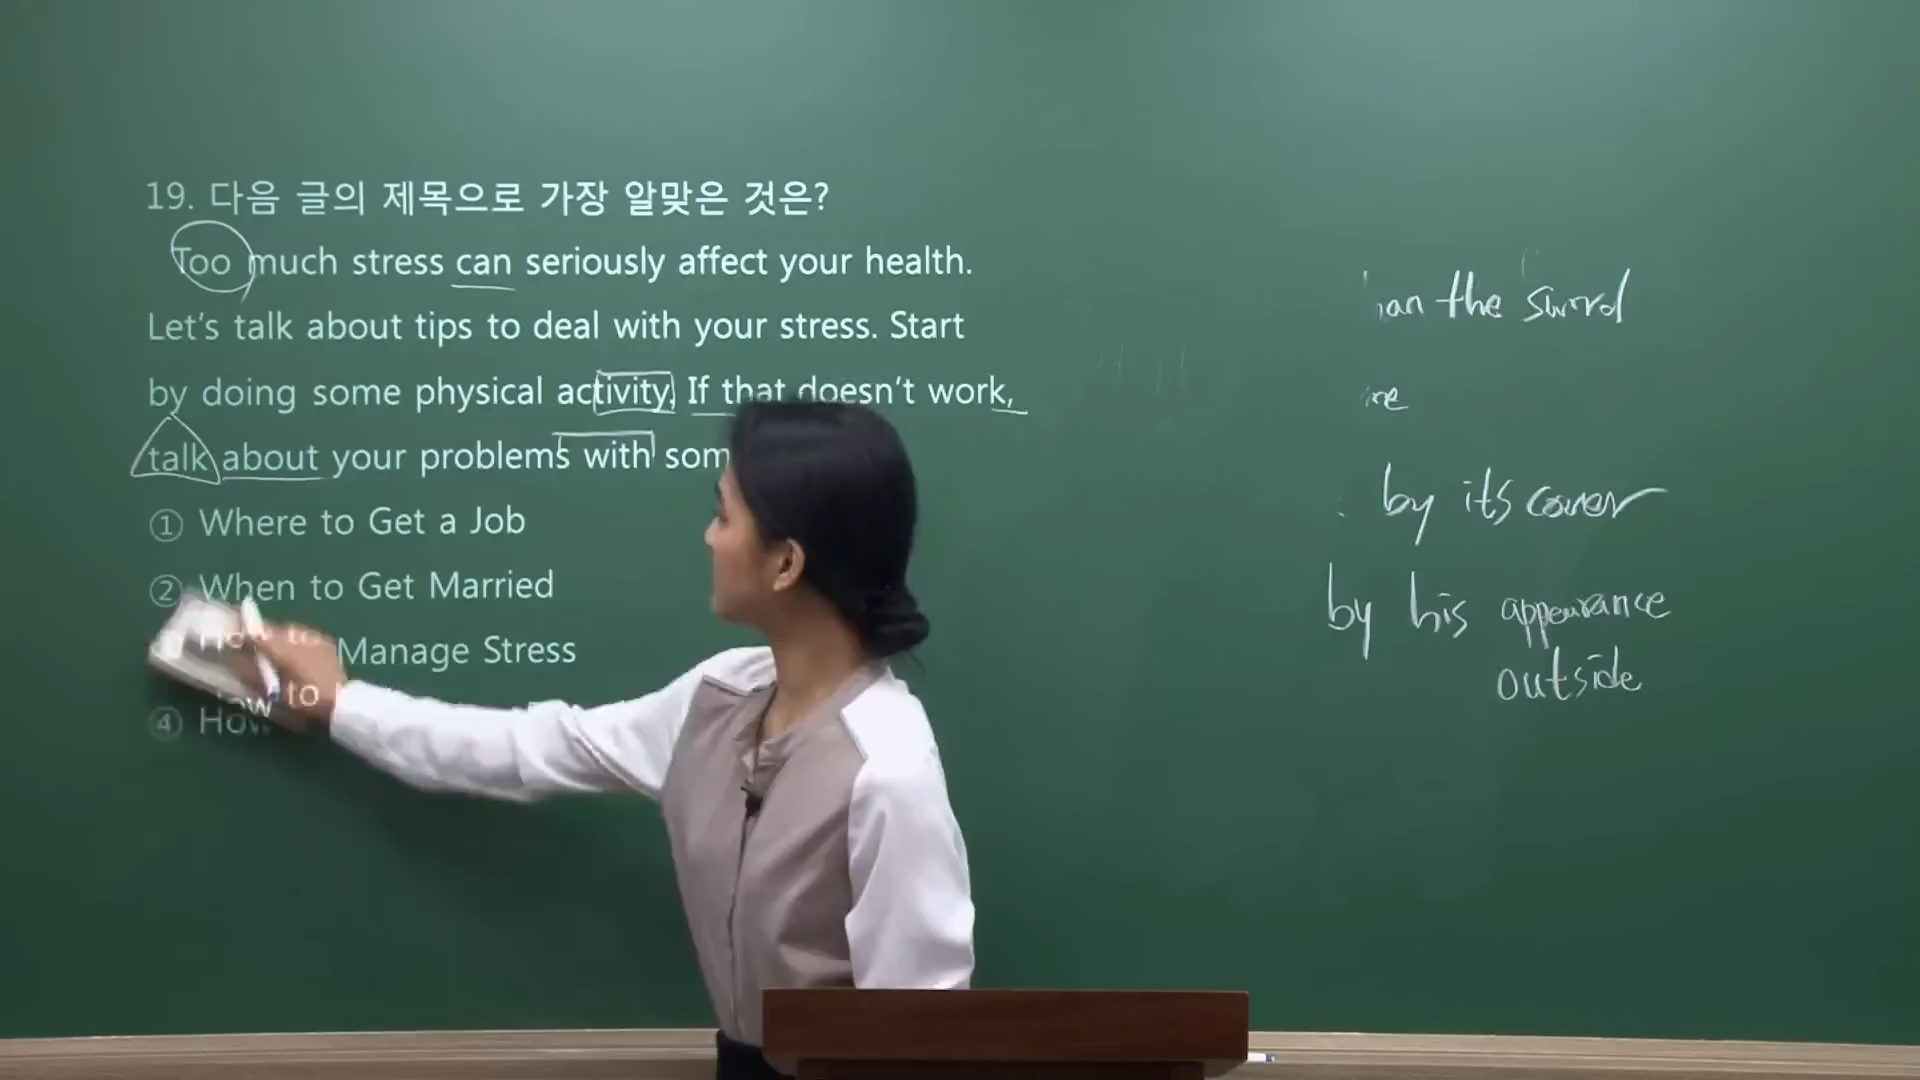 19. 다음 글의 제목으로 가장 알맞은 것은?
Too much stress can seriously affect your health.
Let's talk about tips to deal with your stress. Start
by doing some physical activity. If that doesn't work,
talk about your problems with som
① Where to Get a Job
② When to Get Married
How to Manage Stress
④ How to
han the sword
by its cover
by his appearance
outside